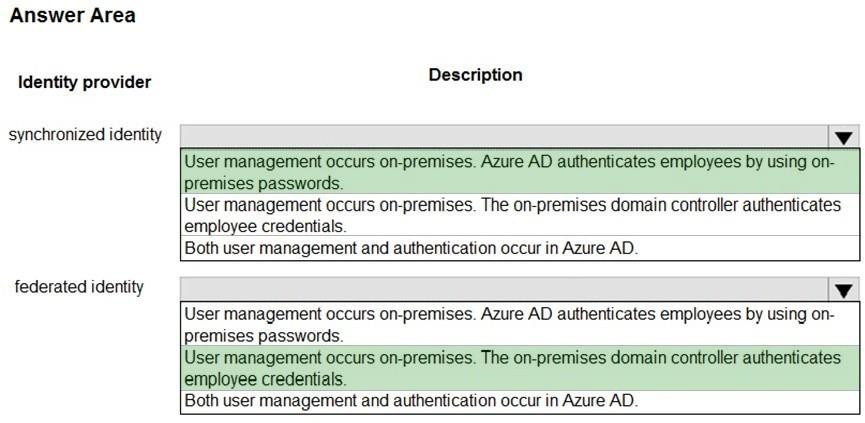 Answer Area
Identity provider
Description
synchronized identity
User management occurs on-premises. Azure AD authenticates employees by using on-
premises passwords.
User management occurs on-premises. The on-premises domain controller authenticates
employee credentials.
Both user management and authentication occur in Azure AD.
federated identity
User management occurs on-premises. Azure AD authenticates employees by using on-
premises passwords.
User management occurs on-premises. The on-premises domain controller authenticates
employee credentials.
Both user management and authentication occur in Azure AD.